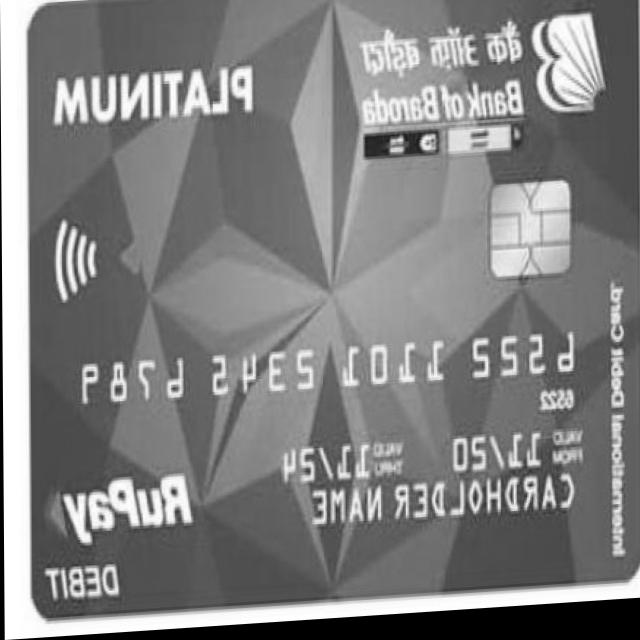 बैंक ऑफ़ बड़ौदा
Bank of Baroda
PLATINUM
6522 1101 2345 6789
6522
VALID FROM 11/20 VALID THRU 11/24
CARDHOLDER NAME
RuPay
DEBIT
International Debit Card